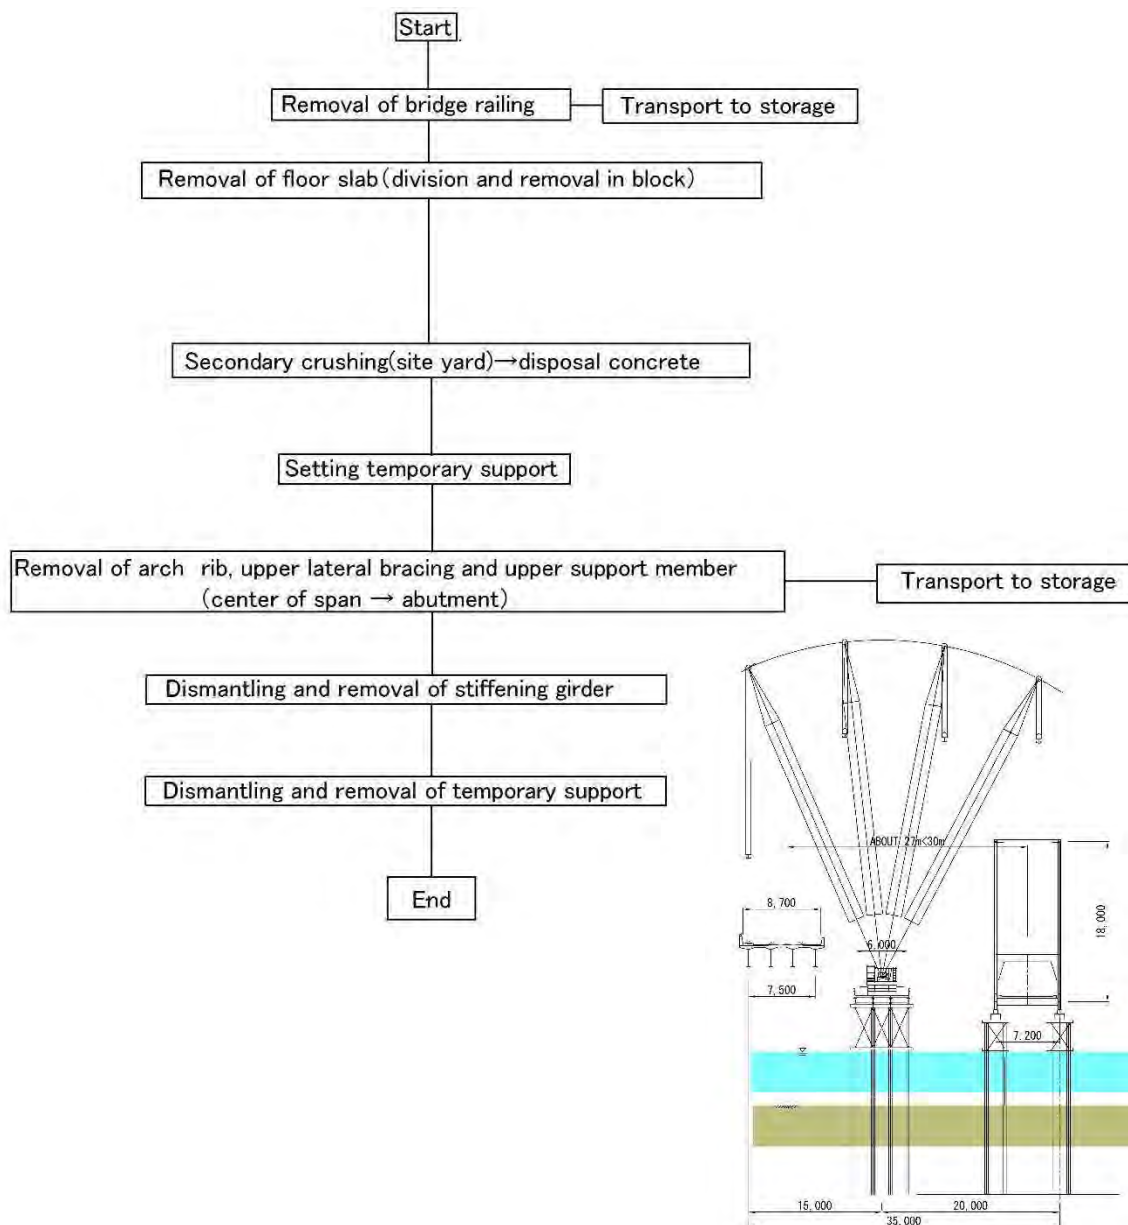 Start
Removal of bridge railing
Transport to storage
Removal of floor slab(division and removal in block)
Secondary crushing(site yard)→disposal concrete
Setting temporary support
Removal of arch rib, upper lateral bracing and upper support member
(center of span → abutment)
Transport to storage
Dismantling and removal of stiffening girder
Dismantling and removal of temporary support
End
ABOUT 27m<30m
8,700
6,000
18,000
7,500
7,200
15,000
20,000
35,000